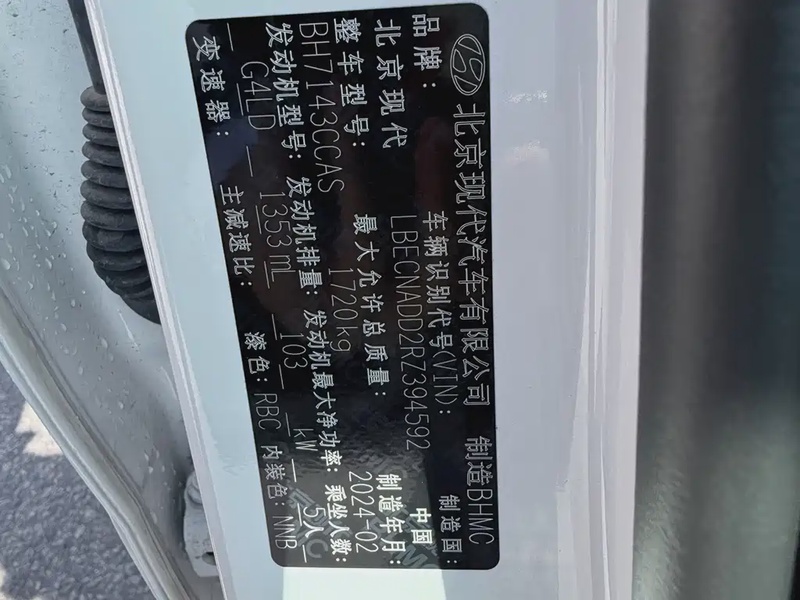 北京现代汽车有限公司 制造BHMC
品牌: 车辆识别代号(VIN): 制造国:
北京现代 LBECNADD2RZ394592 中国
整车型号: 最大允许总质量: 制造年月:
BH7143CCAS 1720kg 2024-02
发动机型号: 发动机排量: 发动机最大净功率: 乘坐人数:
G4LD 1353ml 103 kW 5人
变速器: 主减速比: 漆色: RBC 内装色: NNB